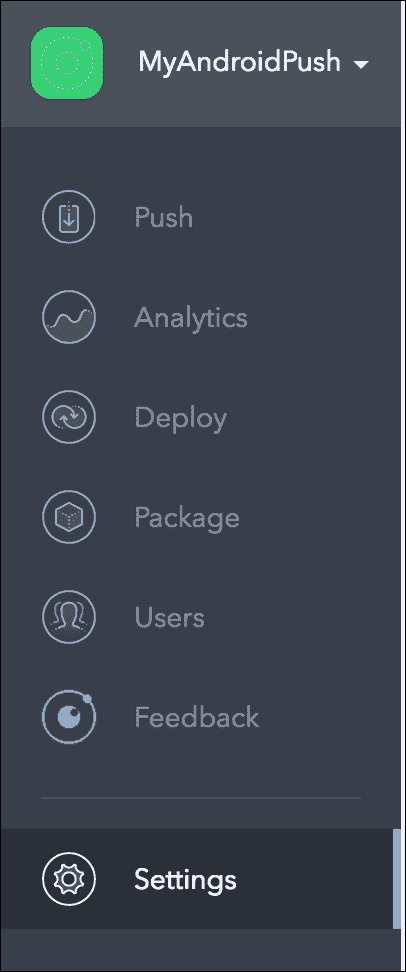 MyAndroidPush
Push
Analytics
Deploy
Package
Users
Feedback
Settings